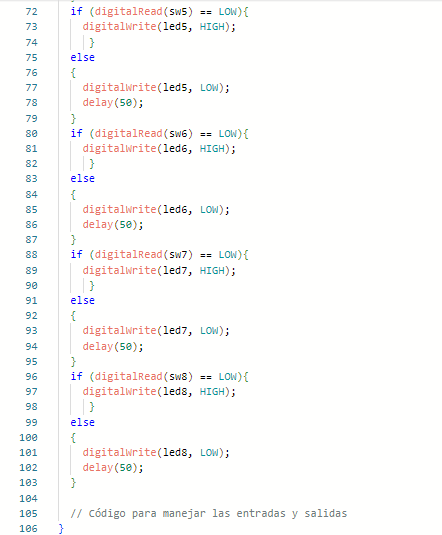 72 if (digitalRead(sw5) == LOW){
73 digitalWrite(led5, HIGH);
74 }
75 else
76 {
77 digitalWrite(led5, LOW);
78 delay(50);
79 }
80 if (digitalRead(sw6) == LOW){
81 digitalWrite(led6, HIGH);
82 }
83 else
84 {
85 digitalWrite(led6, LOW);
86 delay(50);
87 }
88 if (digitalRead(sw7) == LOW){
89 digitalWrite(led7, HIGH);
90 }
91 else
92 {
93 digitalWrite(led7, LOW);
94 delay(50);
95 }
96 if (digitalRead(sw8) == LOW){
97 digitalWrite(led8, HIGH);
98 }
99 else
100 {
101 digitalWrite(led8, LOW);
102 delay(50);
103 }
104
105 // Código para manejar las entradas y salidas
106 }